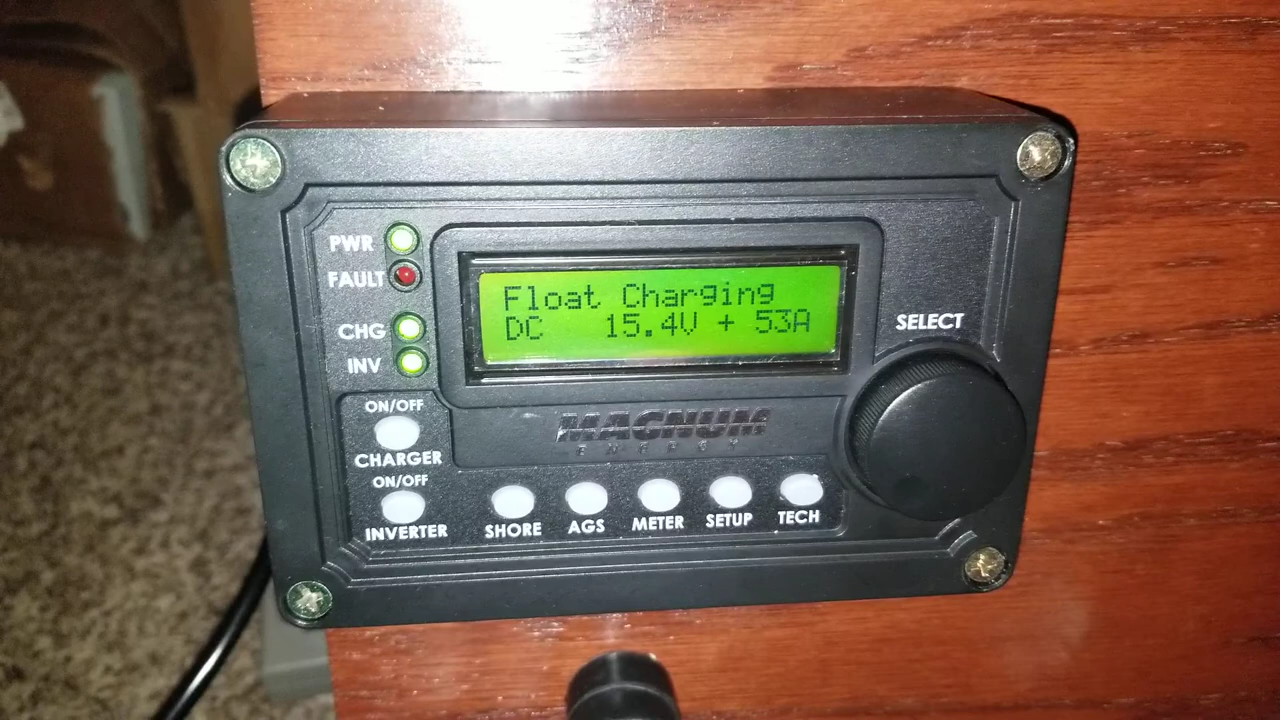 PWR
FAULT
CHG
INV
Float Charging
DC 15.4V + 53A
SELECT
MAGNUM
ENERGY
ON/OFF
CHARGER
ON/OFF
INVERTER
SHORE
AGS
METER
SETUP
TECH